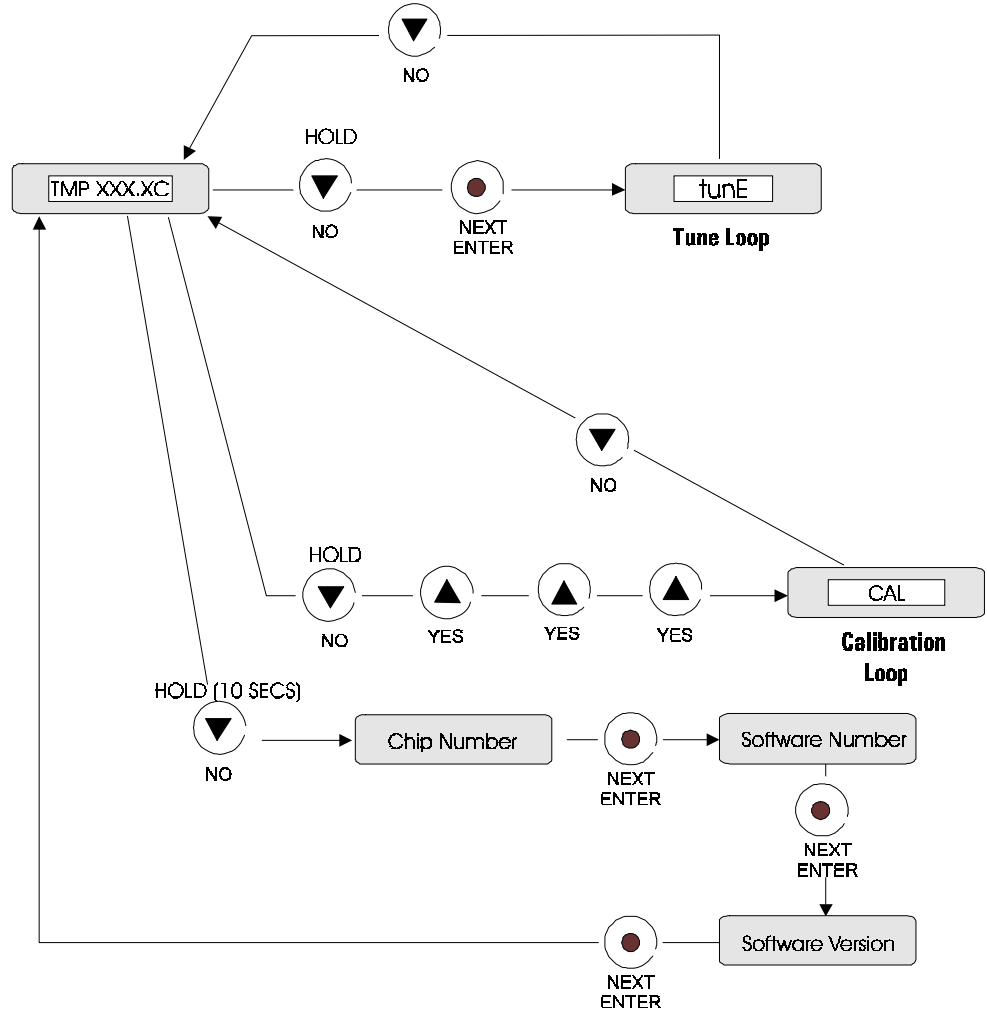 NO
HOLD
TMP XXX.XC
tunE
NO
NEXT
ENTER
Tune Loop
NO
HOLD
CAL
NO
YES
YES
YES
Calibration
Loop
HOLD (10 SECS)
NO
Chip Number
Software Number
NEXT
ENTER
NEXT
ENTER
Software Version
NEXT
ENTER